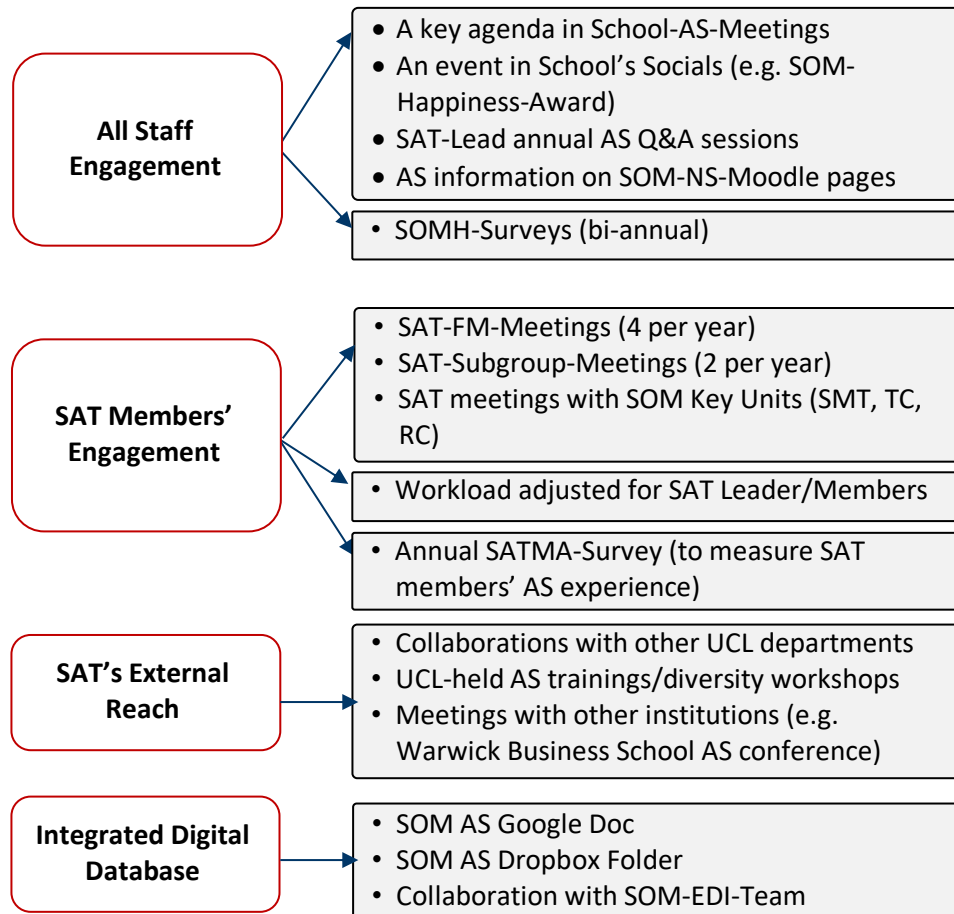 All Staff
Engagement
• A key agenda in School-AS-Meetings
• An event in School’s Socials (e.g. SOM-
Happiness-Award)
• SAT-Lead annual AS Q&A sessions
• AS information on SOM-NS-Moodle pages
• SOMH-Surveys (bi-annual)
SAT Members’
Engagement
• SAT-FM-Meetings (4 per year)
• SAT-Subgroup-Meetings (2 per year)
• SAT meetings with SOM Key Units (SMT, TC,
RC)
• Workload adjusted for SAT Leader/Members
• Annual SATMA-Survey (to measure SAT
members’ AS experience)
SAT’s External
Reach
• Collaborations with other UCL departments
• UCL-held AS trainings/diversity workshops
• Meetings with other institutions (e.g.
Warwick Business School AS conference)
Integrated Digital
Database
• SOM AS Google Doc
• SOM AS Dropbox Folder
• Collaboration with SOM-EDI-Team